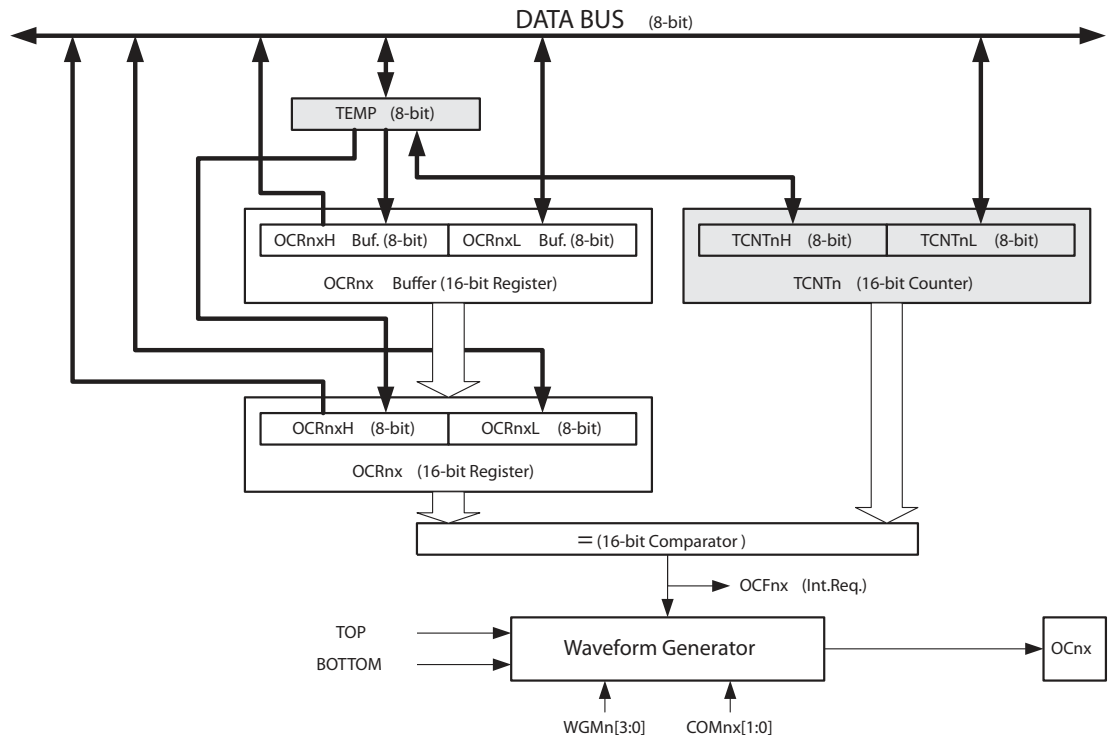 DATA BUS (8-bit)
TEMP (8-bit)
OCRnxH Buf. (8-bit) OCRnxL Buf. (8-bit)
OCRnx Buffer (16-bit Register)
TCNTnH (8-bit) TCNTnL (8-bit)
TCNTn (16-bit Counter)
OCRnxH (8-bit) OCRnxL (8-bit)
OCRnx (16-bit Register)
= (16-bit Comparator )
OCFnx (Int.Req.)
TOP
BOTTOM
Waveform Generator
OCnx
WGMn[3:0] COMnx[1:0]